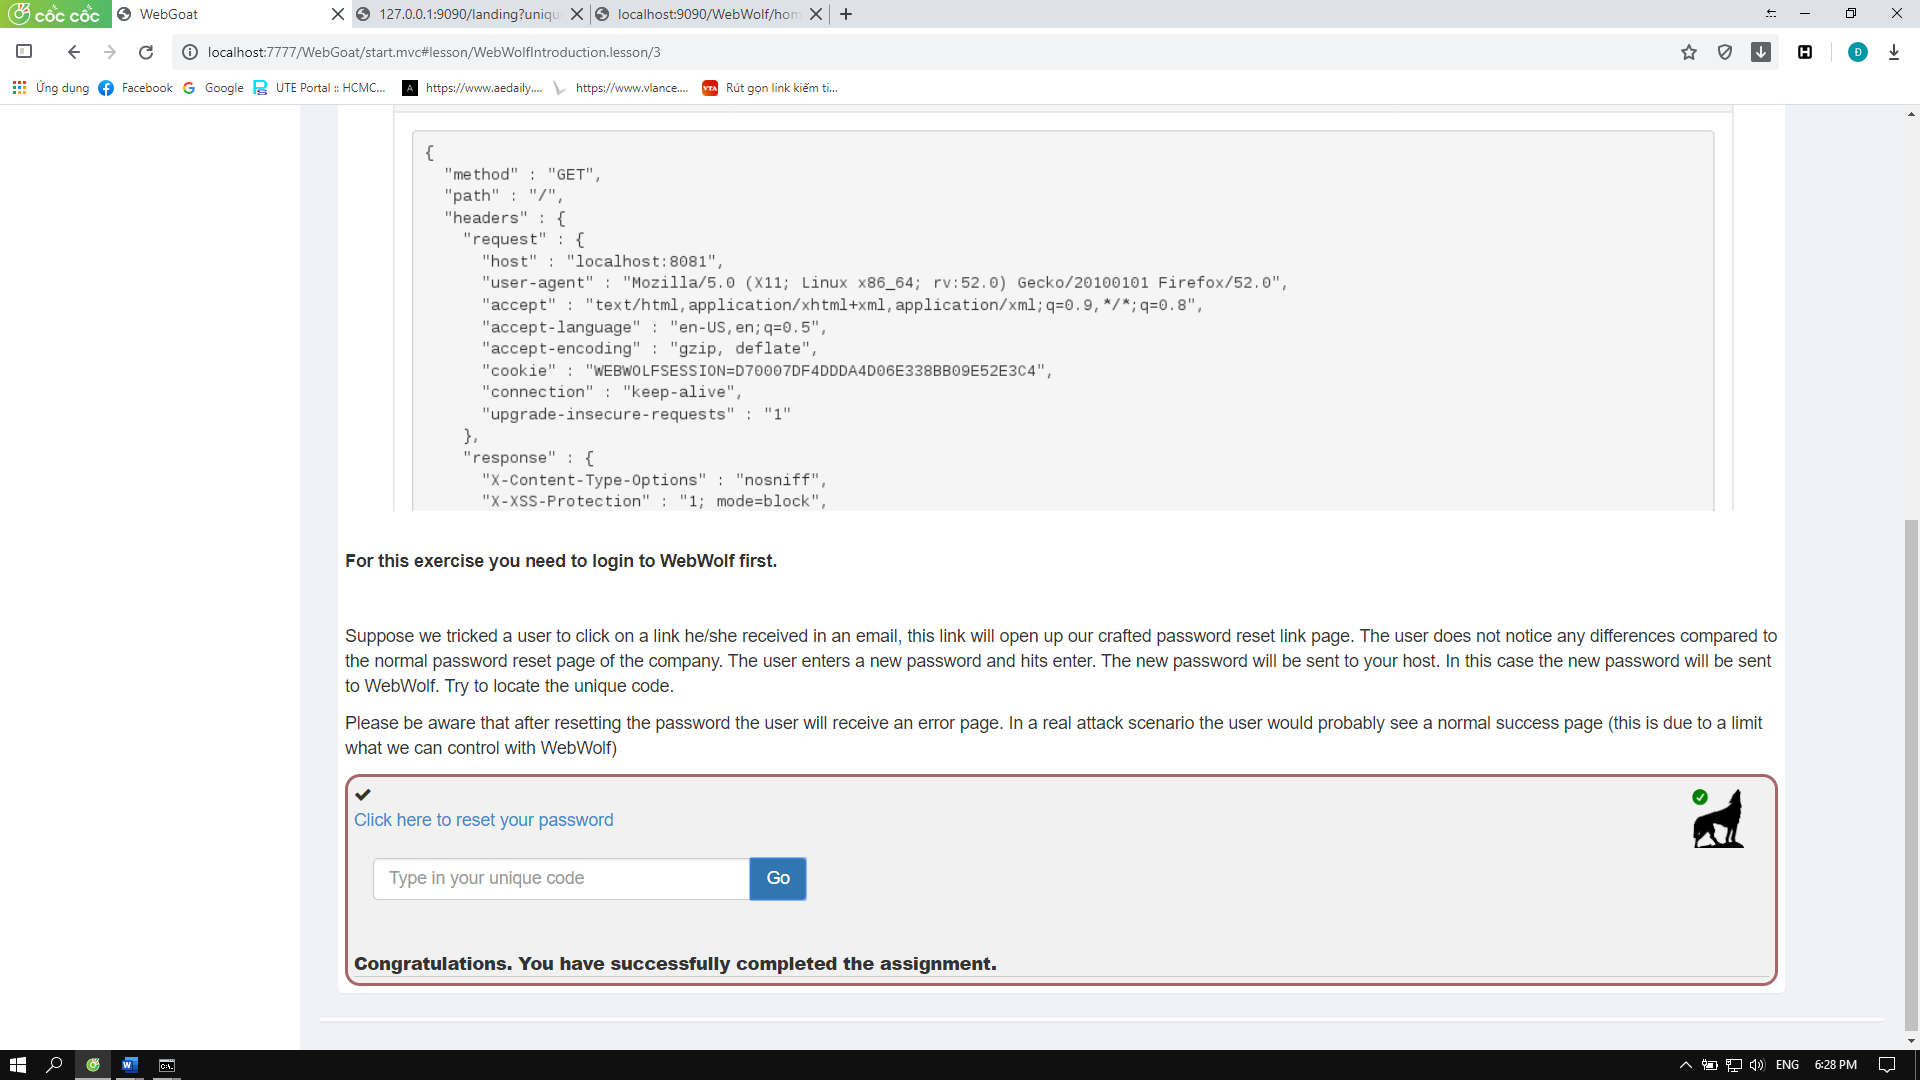 cốc cốc
WebGoat
127.0.0.1:9090/landing?uniqu
localhost:9090/WebWolf/hom
localhost:7777/WebGoat/start.mvc#lesson/WebWolfIntroduction.lesson/3
Ứng dụng
Facebook
Google
UTE Portal :: HCMC...
https://www.aedaily....
https://www.vlance....
Rút gọn link kiếm ti...
{
"method" : "GET",
"path" : "/",
"headers" : {
"request" : {
"host" : "localhost:8081",
"user-agent" : "Mozilla/5.0 (X11; Linux x86_64; rv:52.0) Gecko/20100101 Firefox/52.0",
"accept" : "text/html,application/xhtml+xml,application/xml;q=0.9,*/*;q=0.8",
"accept-language" : "en-US,en;q=0.5",
"accept-encoding" : "gzip, deflate",
"cookie" : "WEBWOLFSESSION=D70007DF4DDDA4D06E338BB09E52E3C4",
"connection" : "keep-alive",
"upgrade-insecure-requests" : "1"
},
"response" : {
"X-Content-Type-Options" : "nosniff",
"X-XSS-Protection" : "1; mode=block",
For this exercise you need to login to WebWolf first.
Suppose we tricked a user to click on a link he/she received in an email, this link will open up our crafted password reset link page. The user does not notice any differences compared to
the normal password reset page of the company. The user enters a new password and hits enter. The new password will be sent to your host. In this case the new password will be sent
to WebWolf. Try to locate the unique code.
Please be aware that after resetting the password the user will receive an error page. In a real attack scenario the user would probably see a normal success page (this is due to a limit
what we can control with WebWolf)
Click here to reset your password
Type in your unique code
Go
Congratulations. You have successfully completed the assignment.
ENG
6:28 PM